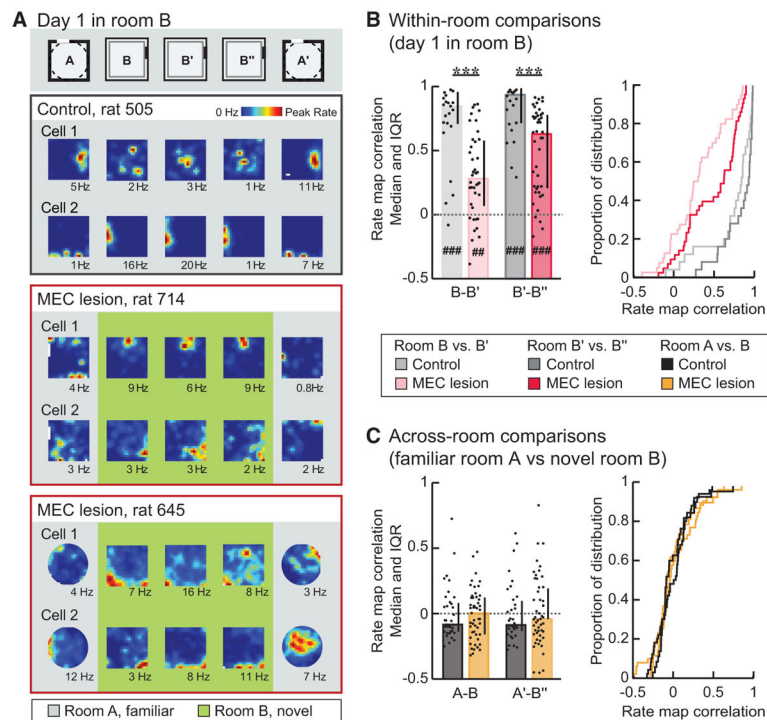 A Day 1 in room B
A B B' B" A'
Control, rat 505
0 Hz Peak Rate
Cell 1
5 Hz 2 Hz 3 Hz 1 Hz 11 Hz
Cell 2
1 Hz 16 Hz 20 Hz 1 Hz 7 Hz
MEC lesion, rat 714
Cell 1
4 Hz 9 Hz 6 Hz 9 Hz 0.8Hz
Cell 2
3 Hz 3 Hz 3 Hz 2 Hz 2 Hz
MEC lesion, rat 645
Cell 1
4 Hz 7 Hz 16 Hz 8 Hz 3 Hz
Cell 2
12 Hz 3 Hz 8 Hz 11 Hz 7 Hz
Room A, familiar Room B, novel
B Within-room comparisons
(day 1 in room B)
*** ***
Rate map correlation
Median and IQR
1
0.5
0
-0.5
### ## ### ###
B-B' B'-B"
Proportion of distribution
1
0.8
0.6
0.4
0.2
0
-0.5 0 0.5 1
Rate map correlation
Room B vs. B' Room B' vs. B" Room A vs. B
Control Control Control
MEC lesion MEC lesion MEC lesion
C Across-room comparisons
(familiar room A vs novel room B)
Rate map correlation
Median and IQR
1
0.5
0
-0.5
A-B A'-B"
Proportion of distribution
1
0.8
0.6
0.4
0.2
0
-0.5 0 0.5 1
Rate map correlation